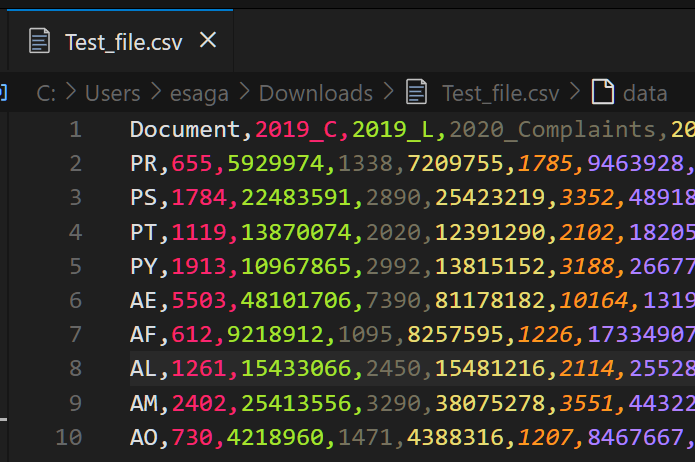 Test_file.csv
C: > Users > esaga > Downloads > Test_file.csv > data
1 Document,2019_C,2019_L,2020_Complaints,20
2 PR,655,5929974,1338,7209755,1785,9463928,
3 PS,1784,22483591,2890,25423219,3352,48918
4 PT,1119,13870074,2020,12391290,2102,18205
5 PY,1913,10967865,2992,13815152,3188,26677
6 AE,5503,48101706,7390,81178182,10164,1319
7 AF,612,9218912,1095,8257595,1226,17334907
8 AL,1261,15433066,2450,15481216,2114,25528
9 AM,2402,25413556,3290,38075278,3551,44322
10 AO,730,4218960,1471,4388316,1207,8467667,